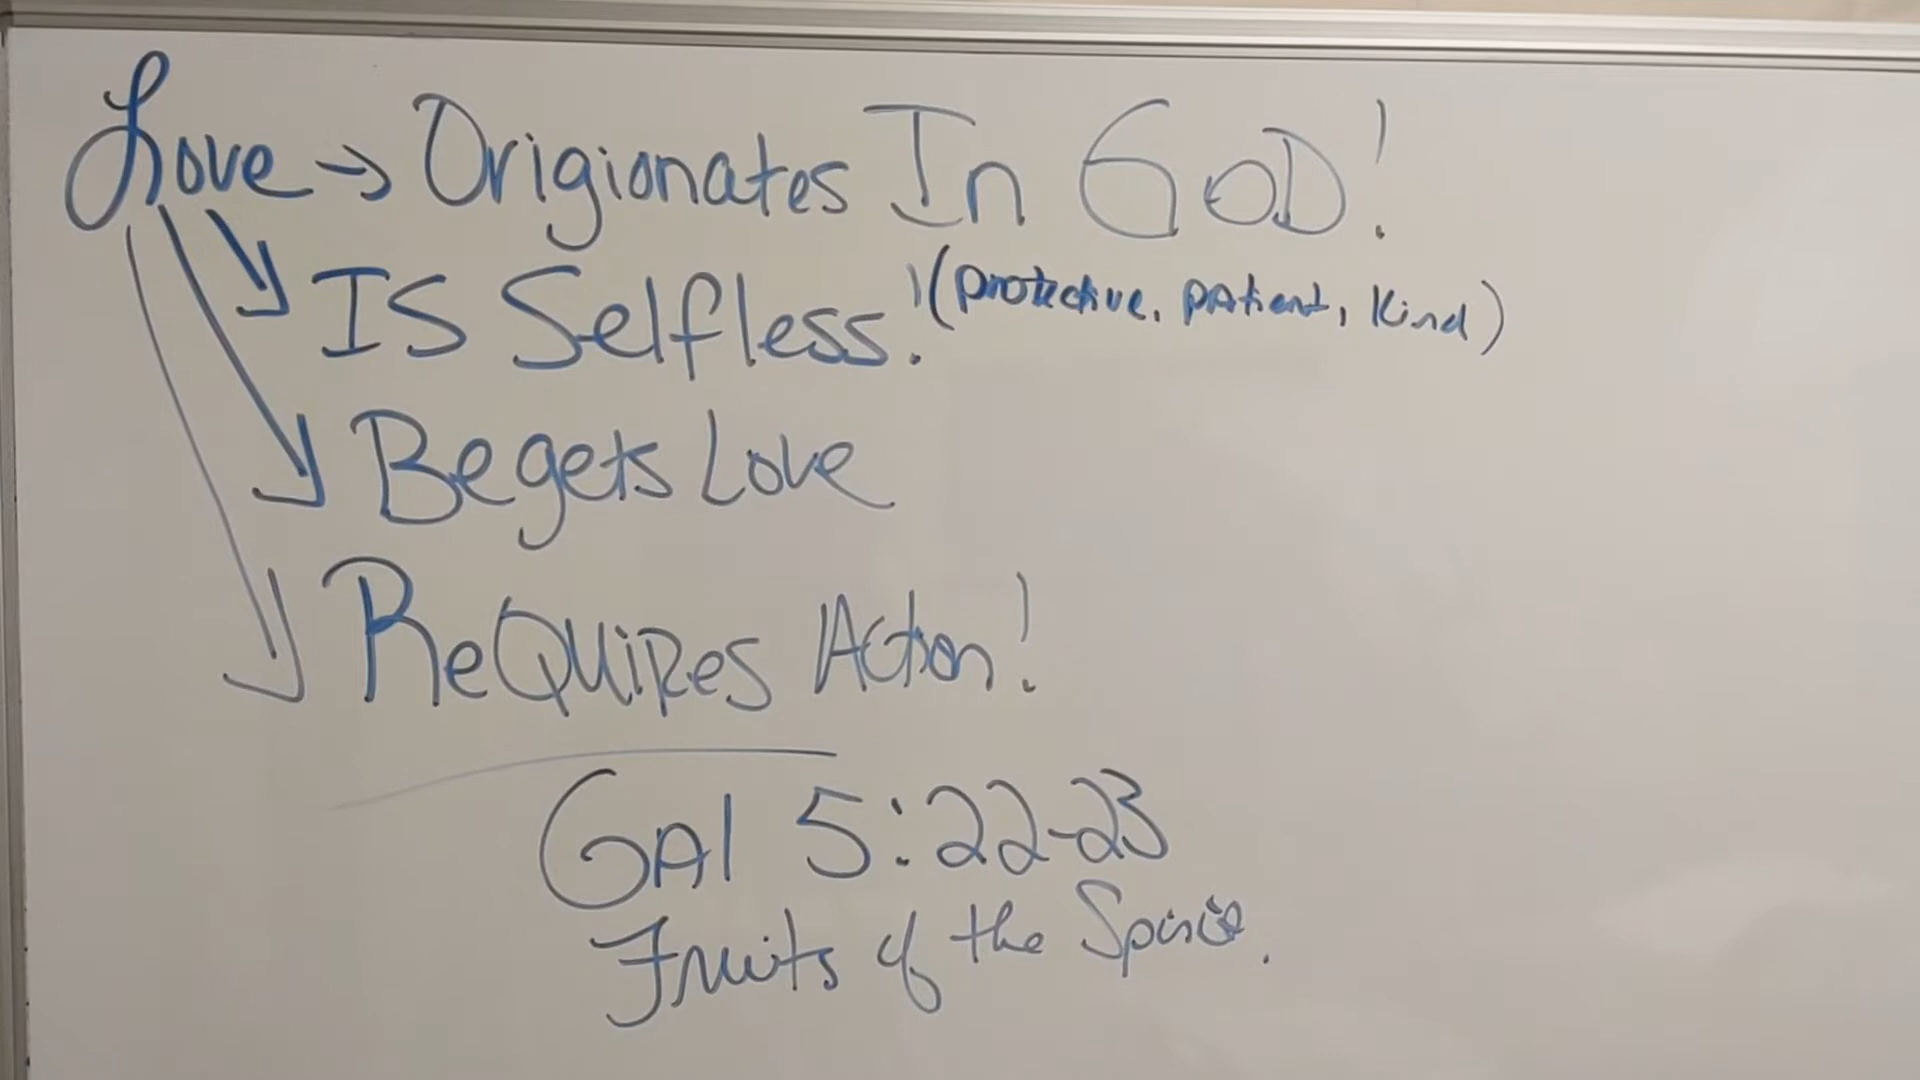 Love → Origionates In GOD!
IS Selfless! (protective, patient, kind)
Begets Love
ReQuiRes Action!
GAl 5:22-23
Fruits of the Spirit.